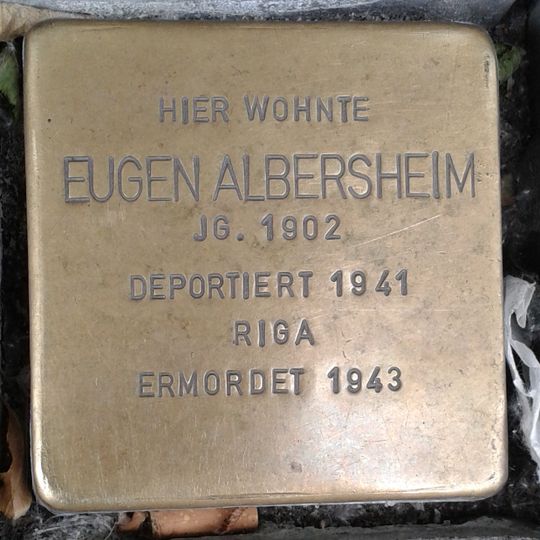 HIER WOHNTE
EUGEN ALBERSHEIM
JG. 1902
DEPORTIERT 1941
RIGA
ERMORDET 1943